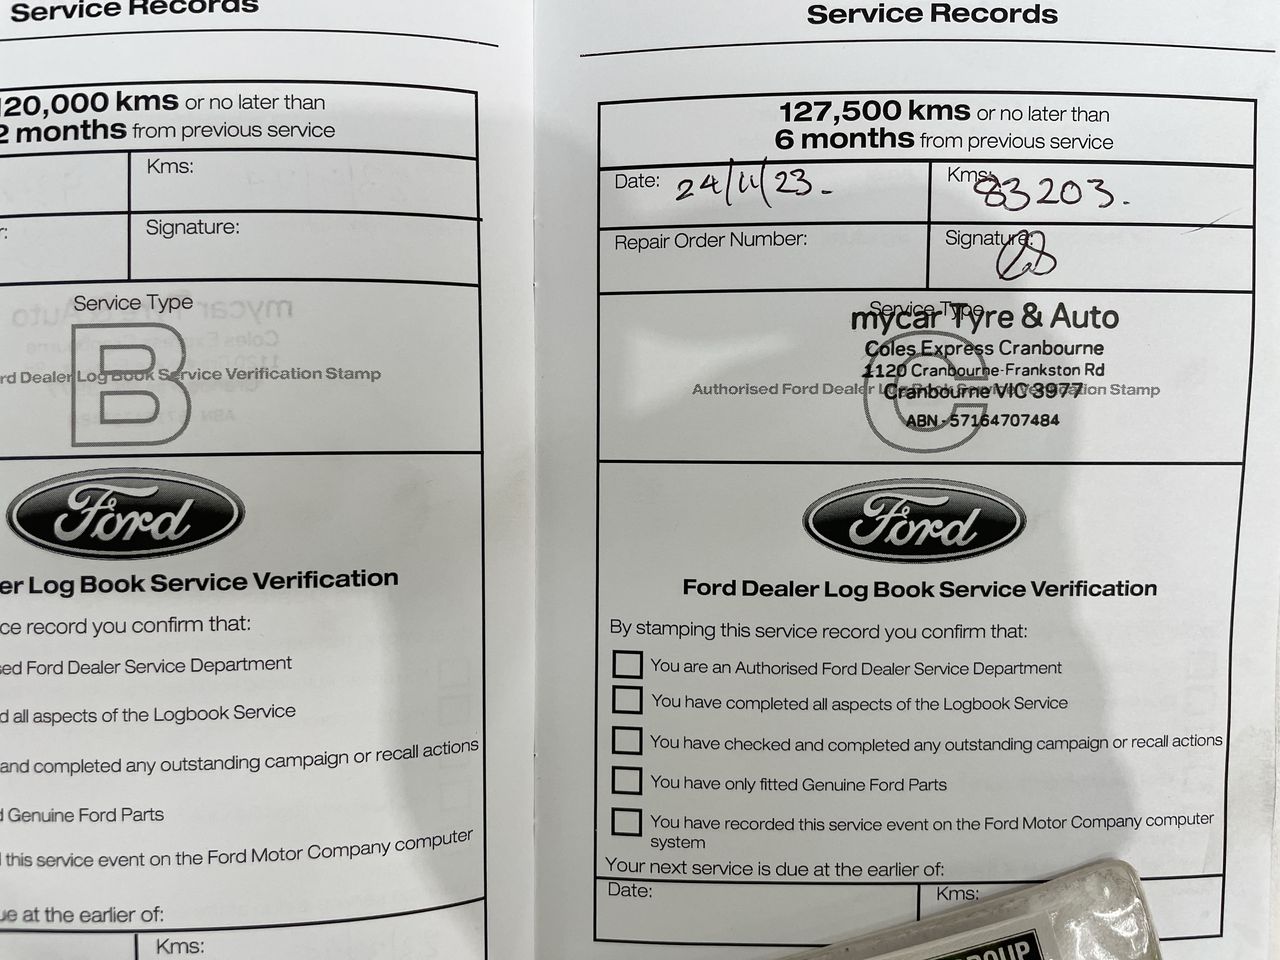 Service Records
20,000 kms or no later than
2 months from previous service
Kms:
r:
Signature:
Service Type
B
rd Dealer Log Book Service Verification Stamp
Ford
er Log Book Service Verification
ce record you confirm that:
sed Ford Dealer Service Department
d all aspects of the Logbook Service
and completed any outstanding campaign or recall actions
d Genuine Ford Parts
this service event on the Ford Motor Company computer
ue at the earlier of:
Kms:
Service Records
127,500 kms or no later than
6 months from previous service
Date: 24/11/23.
Kms: 83203.
Repair Order Number:
Signature:
Service Type
C
mycar Tyre & Auto
Coles Express Cranbourne
1120 Cranbourne-Frankston Rd
Authorised Ford Dealer Log Book Service Verification Stamp
Cranbourne VIC 3977
ABN - 57164707484
Ford
Ford Dealer Log Book Service Verification
By stamping this service record you confirm that:
You are an Authorised Ford Dealer Service Department
You have completed all aspects of the Logbook Service
You have checked and completed any outstanding campaign or recall actions
You have only fitted Genuine Ford Parts
You have recorded this service event on the Ford Motor Company computer
system
Your next service is due at the earlier of:
Date:
Kms: